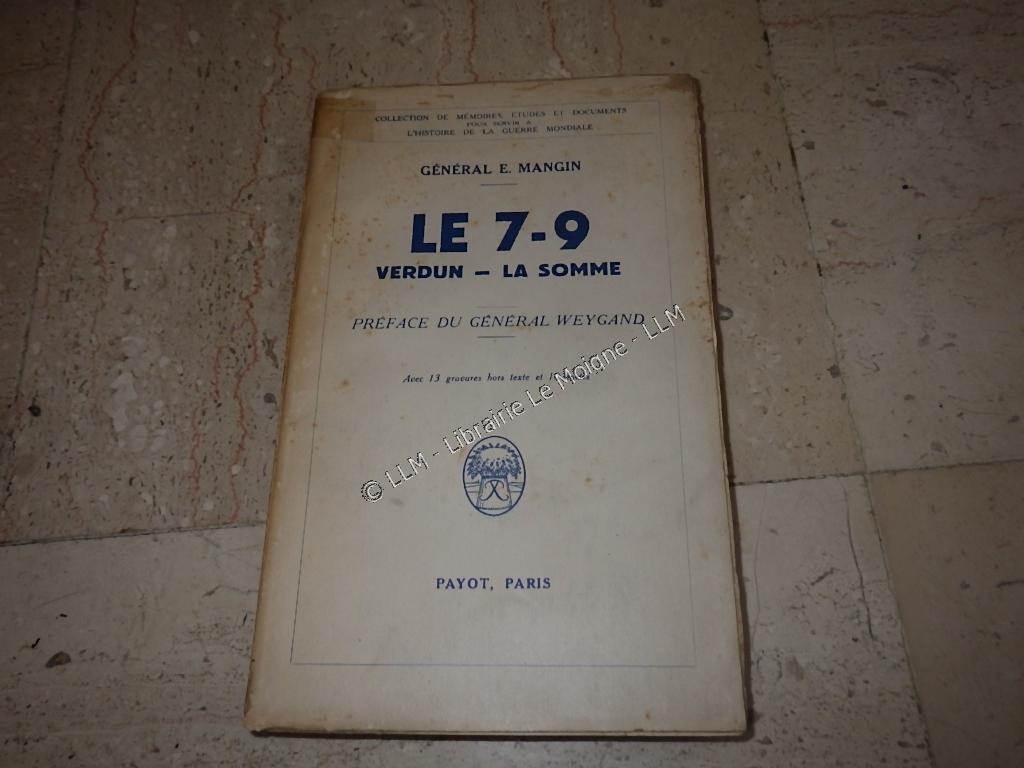 COLLECTION DE MÉMOIRES, ÉTUDES ET DOCUMENTS
POUR SERVIR A
L'HISTOIRE DE LA GUERRE MONDIALE
GÉNÉRAL E. MANGIN
LE 7-9
VERDUN — LA SOMME
PRÉFACE DU GÉNÉRAL WEYGAND
Avec 13 gravures hors texte et
© LLM - Librairie Le Moigne - LLM
PAYOT, PARIS